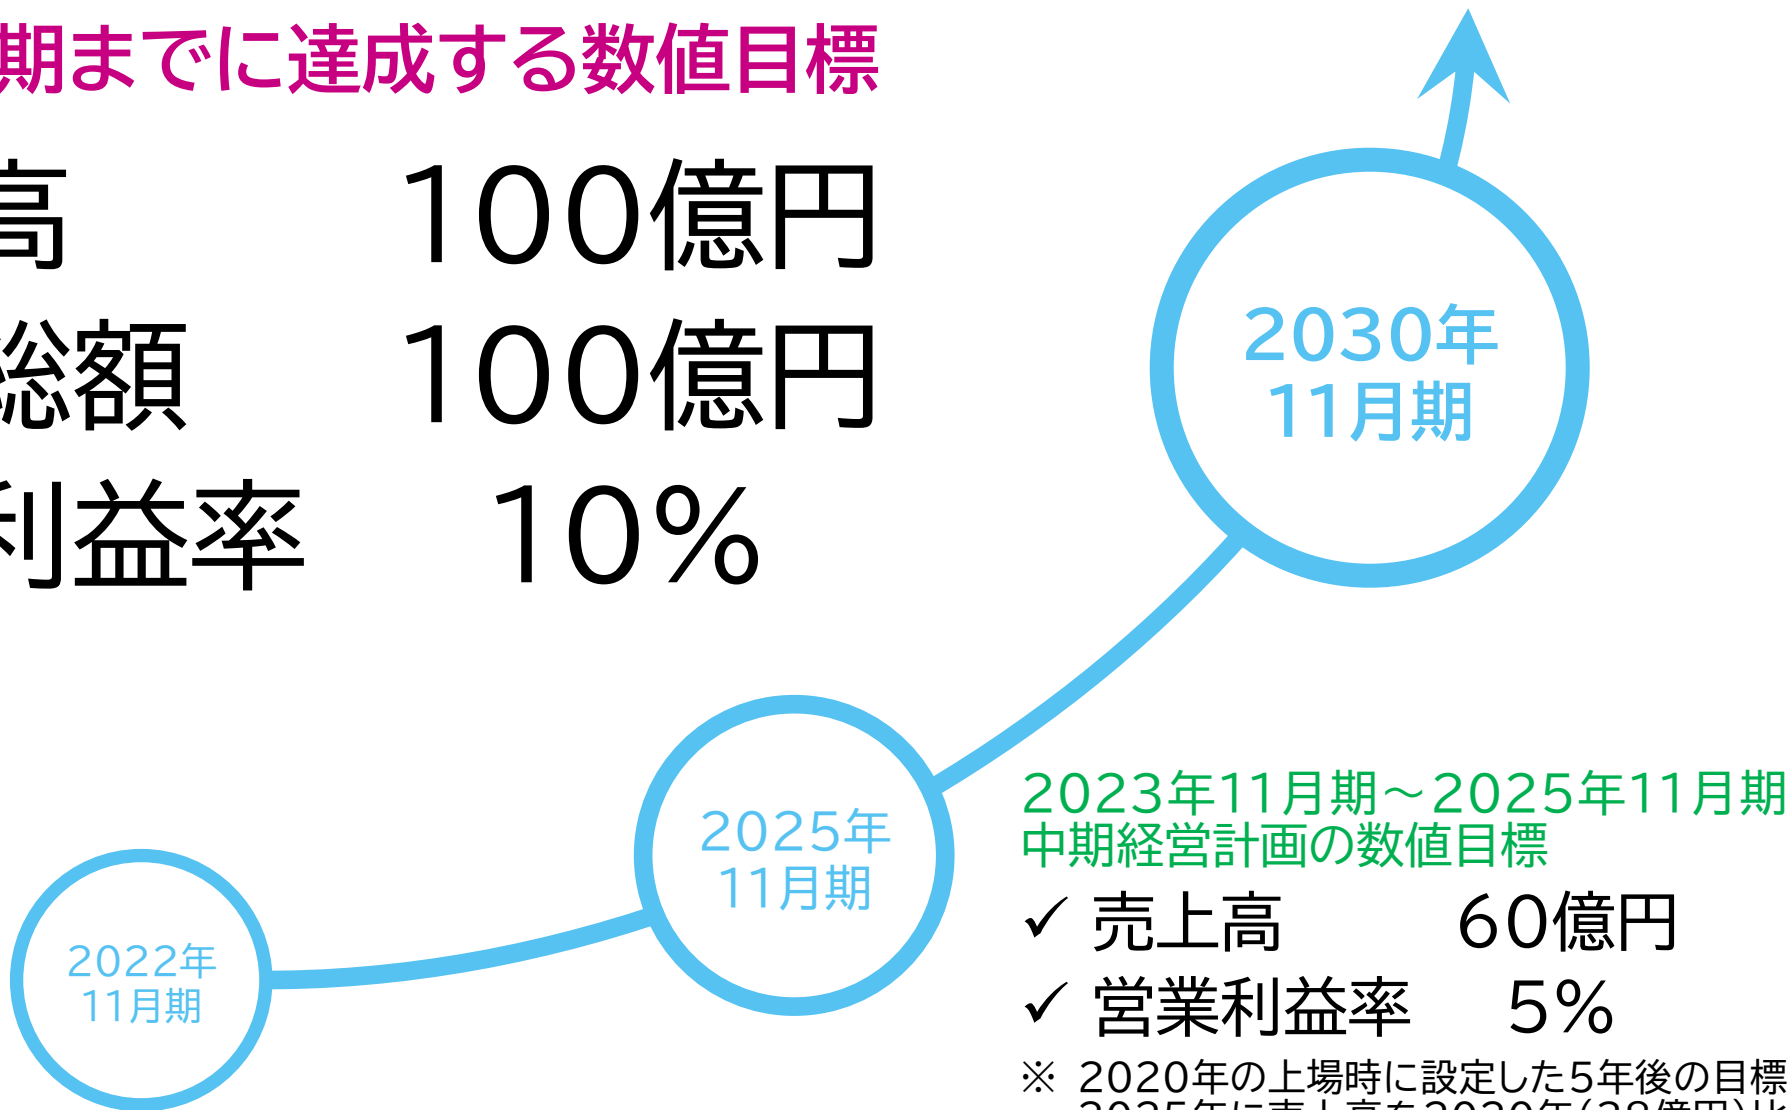 期までに達成する数値目標
高 100億円
総額 100億円
利益率 10%
2030年
11月期
2025年
11月期
2022年
11月期
2023年11月期～2025年11月期
中期経営計画の数値目標
✓ 売上高 60億円
✓ 営業利益率 5%
※ 2020年の上場時に設定した5年後の目標